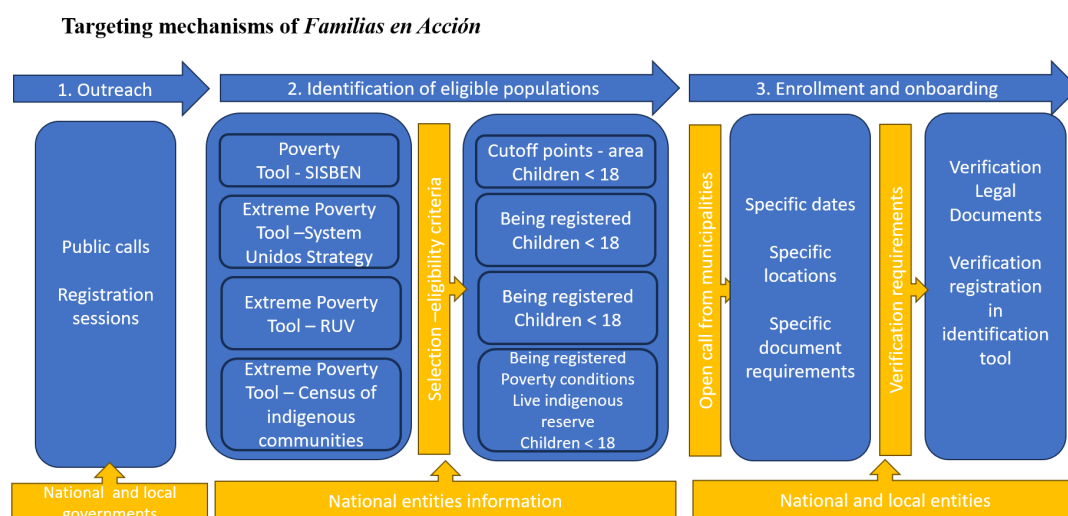 Targeting mechanisms of Familias en Acción
1. Outreach
2. Identification of eligible populations
3. Enrollment and onboarding
Public calls
Registration
sessions
National and local
governments
Poverty
Tool - SISBEN
Extreme Poverty
Tool –System
Unidos Strategy
Extreme Poverty
Tool – RUV
Extreme Poverty
Tool – Census of
indigenous
communities
Selection –eligibility criteria
Cutoff points - area
Children < 18
Being registered
Children < 18
Being registered
Children < 18
Being registered
Poverty conditions
Live indigenous
reserve
Children < 18
National entities information
Open call from municipalities
Specific dates
Specific
locations
Specific
document
requirements
Verification requirements
Verification
Legal
Documents
Verification
registration
in
identification
tool
National and local entities